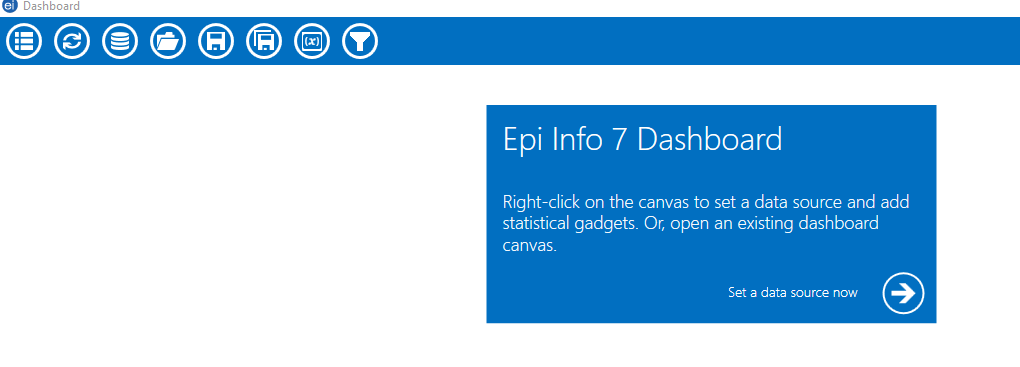 ei Dashboard
(x)
Epi Info 7 Dashboard
Right-click on the canvas to set a data source and add
statistical gadgets. Or, open an existing dashboard
canvas.
Set a data source now